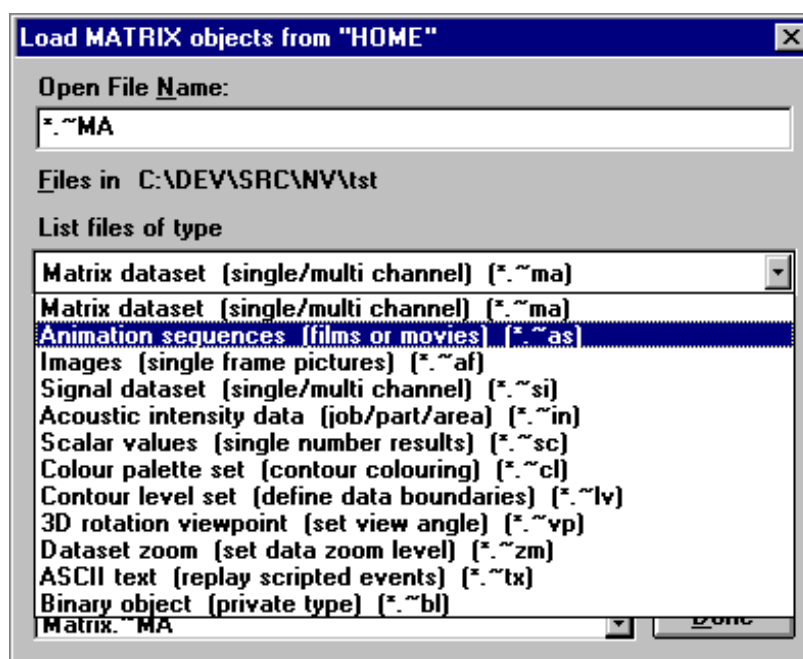 Load MATRIX objects from "HOME"
Open File Name:
*.~MA
Files in C:\DEV\SRC\NV\tst
List files of type
Matrix dataset (single/multi channel) (*.~ma)
Matrix dataset (single/multi channel) (*.~ma)
Animation sequences (films or movies) (*.~as)
Images (single frame pictures) (*.~af)
Signal dataset (single/multi channel) (*.~si)
Acoustic intensity data (job/part/area) (*.~in)
Scalar values (single number results) (*.~sc)
Colour palette set (contour colouring) (*.~cl)
Contour level set (define data boundaries) (*.~lv)
3D rotation viewpoint (set view angle) (*.~vp)
Dataset zoom (set data zoom level) (*.~zm)
ASCII text (replay scripted events) (*.~tx)
Binary object (private type) (*.~bl)
Matrix.~MA Done